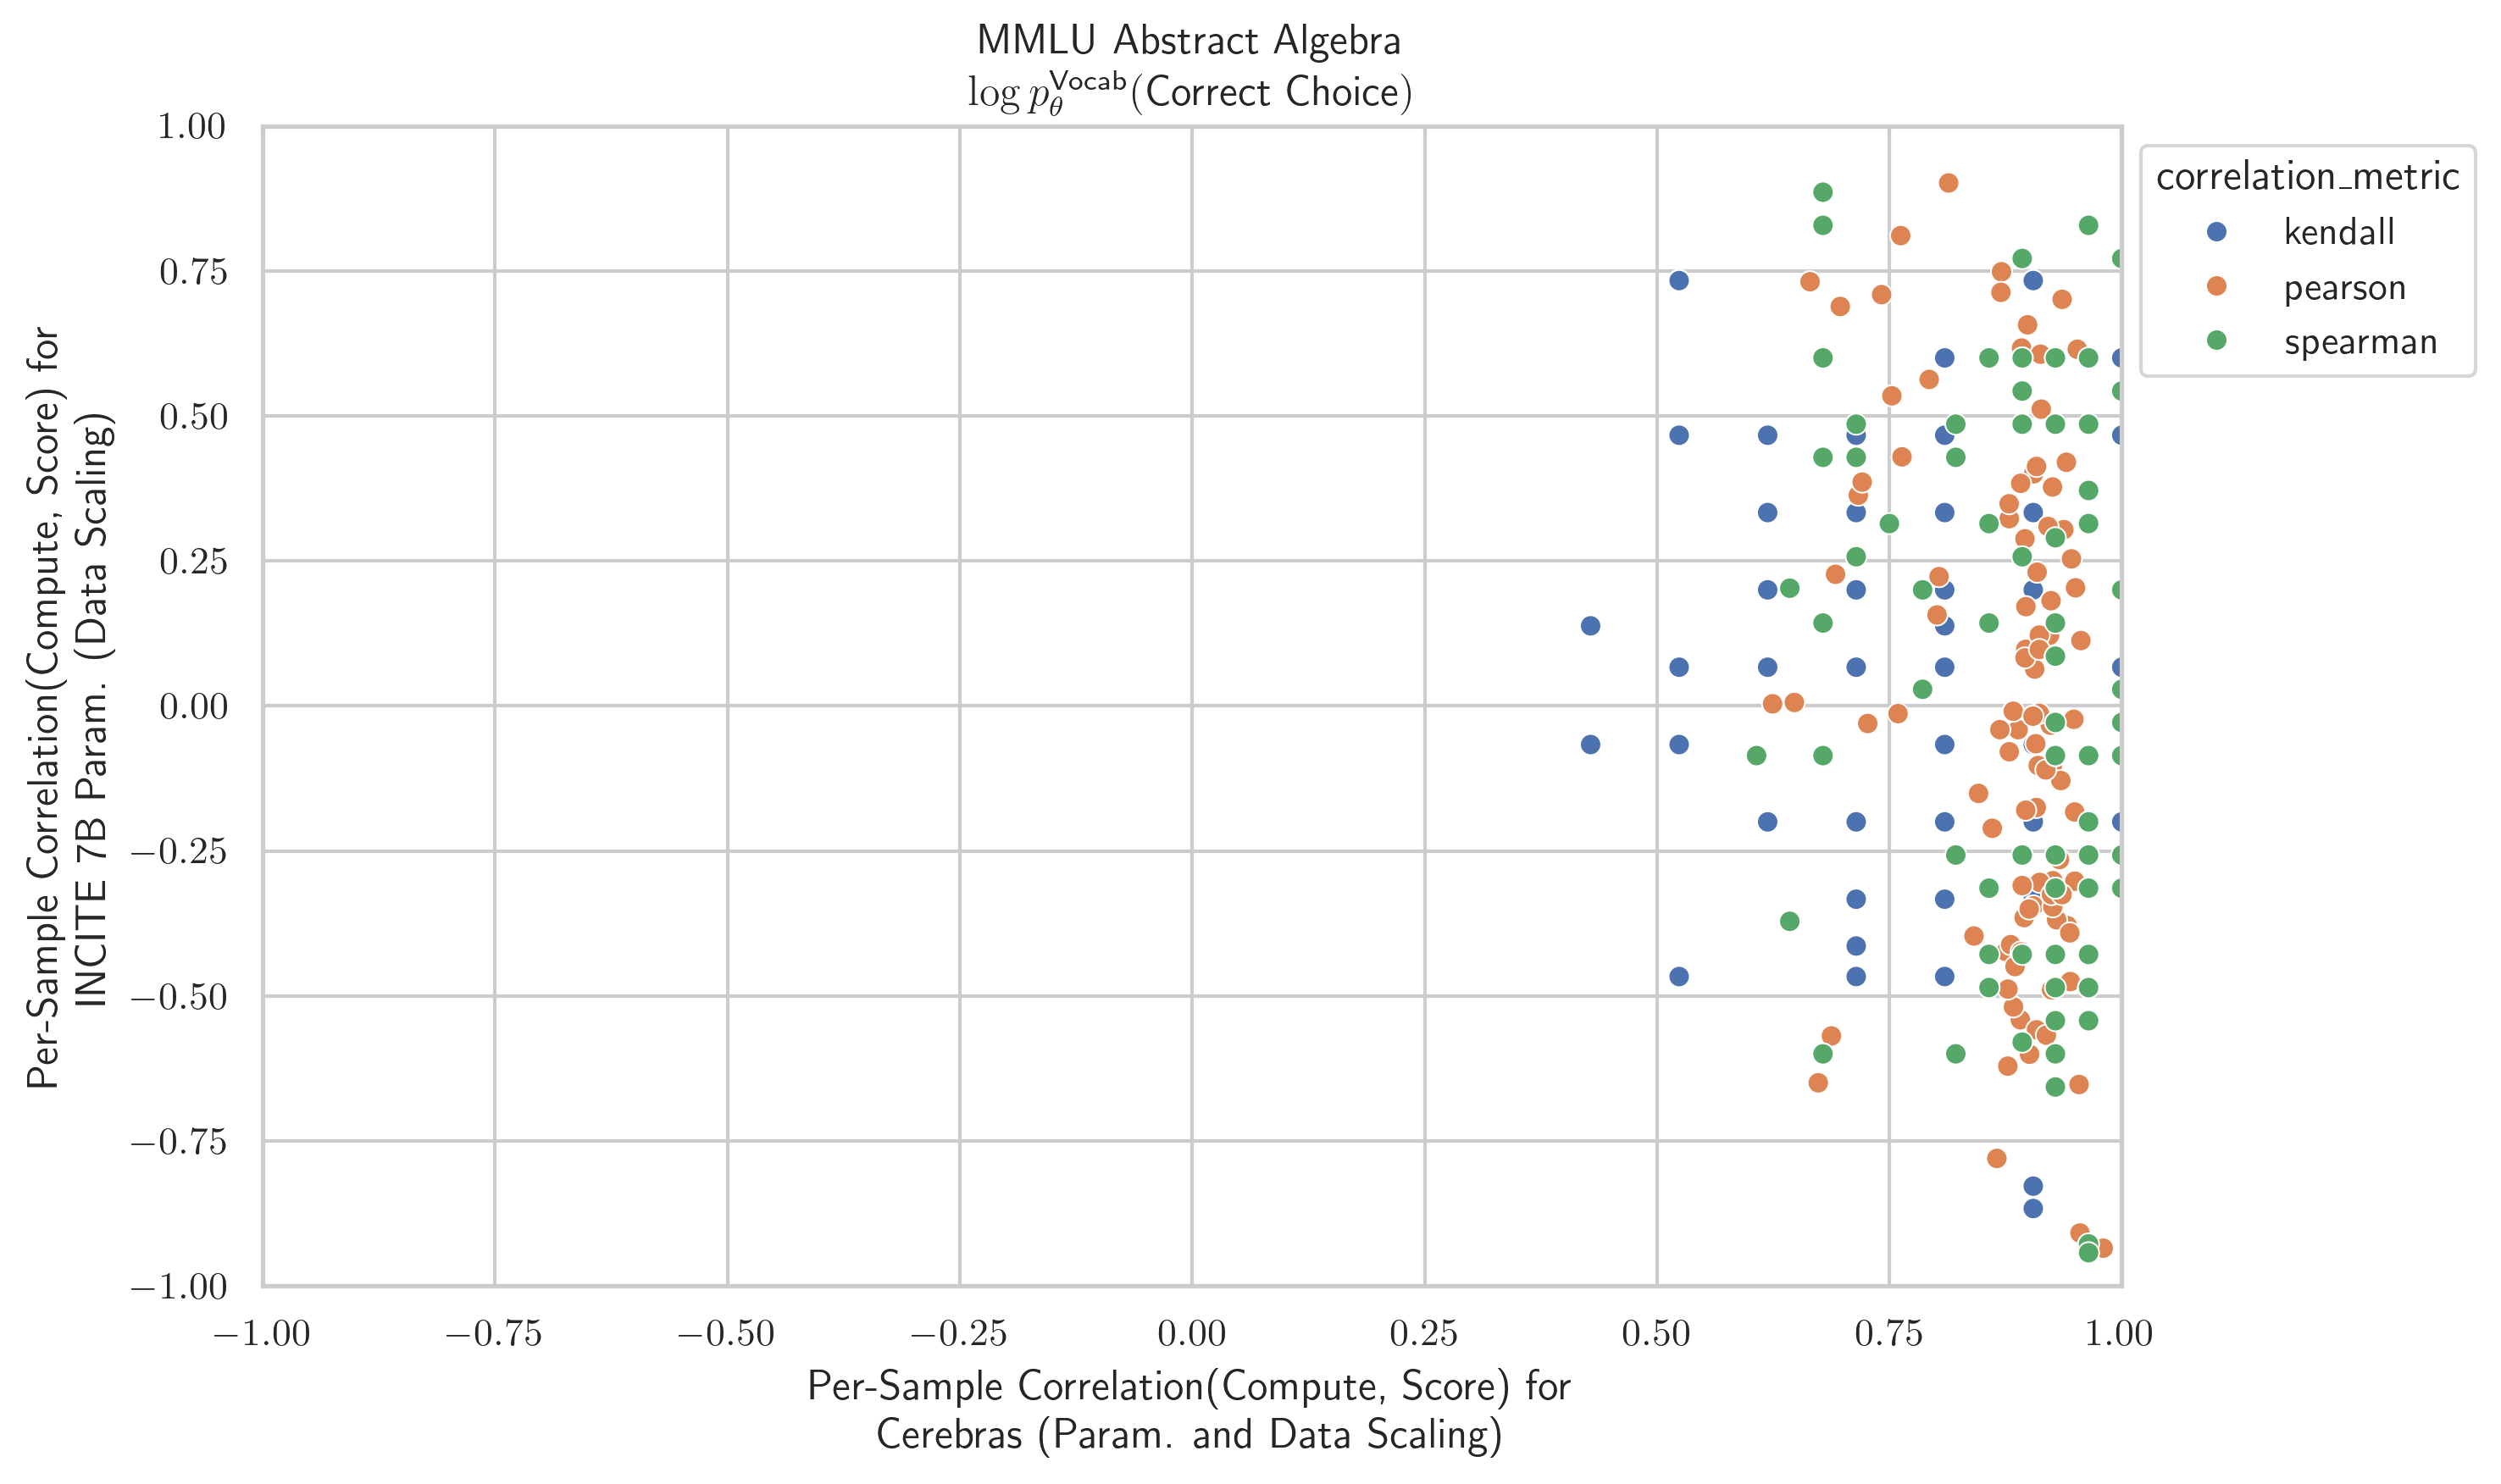 MMLU Abstract Algebra
log p_θ^Vocab(Correct Choice)
1.00
0.75
0.50
0.25
0.00
−0.25
−0.50
−0.75
−1.00
Per-Sample Correlation(Compute, Score) for
INCITE 7B Param. (Data Scaling)
correlation_metric
kendall
pearson
spearman
−1.00 −0.75 −0.50 −0.25 0.00 0.25 0.50 0.75 1.00
Per-Sample Correlation(Compute, Score) for
Cerebras (Param. and Data Scaling)